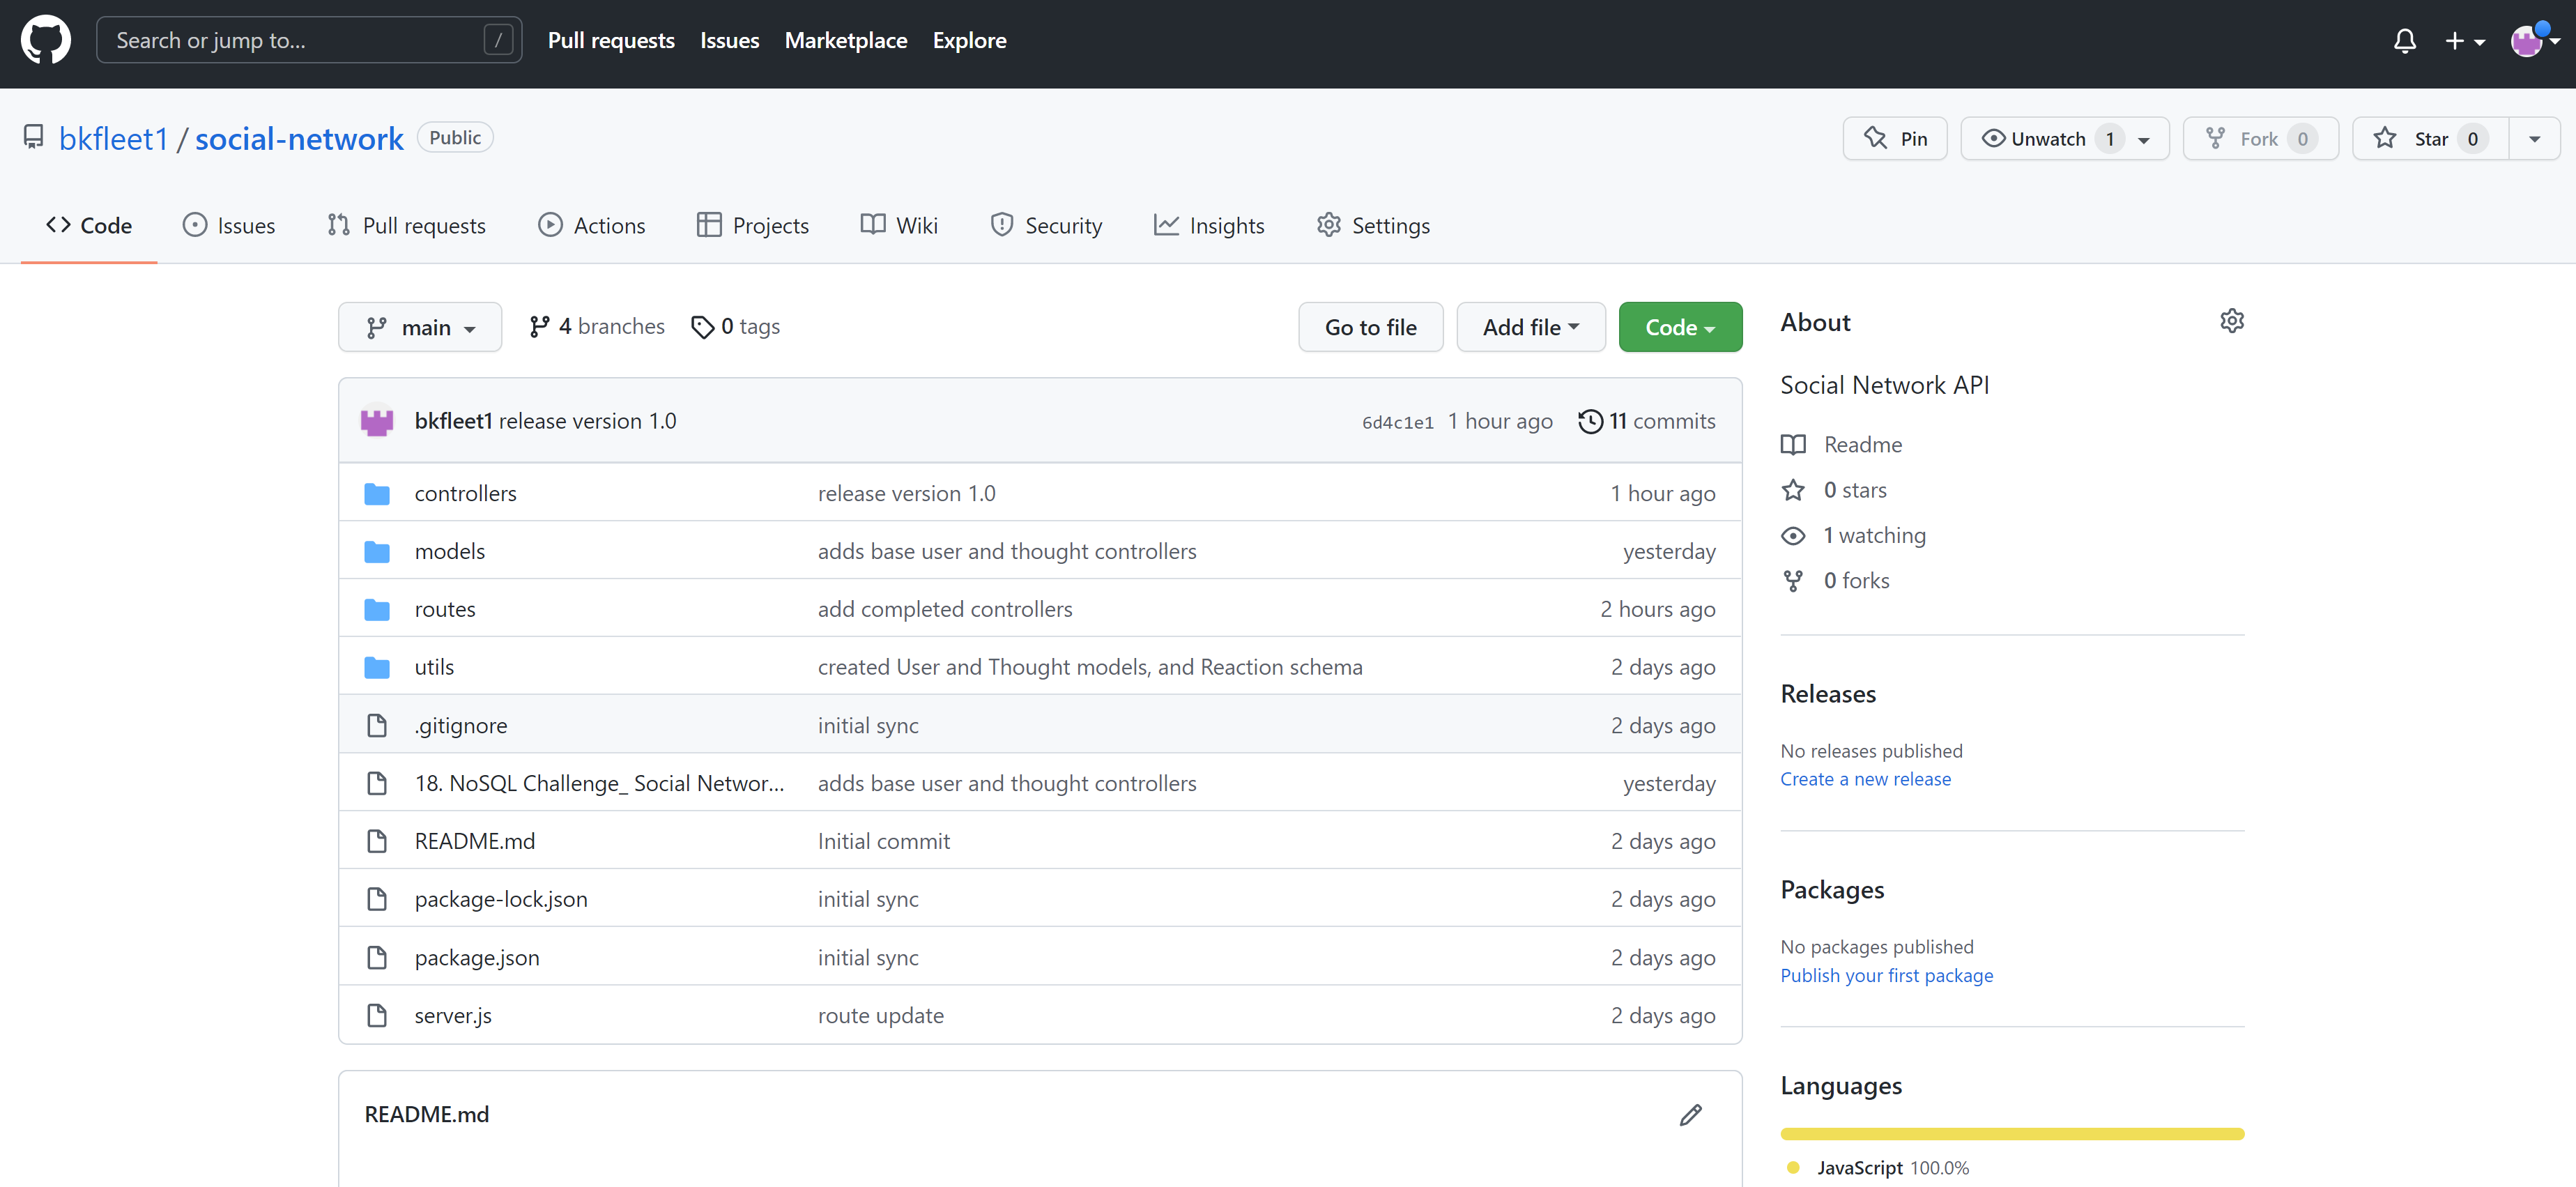 Search or jump to... / Pull requests Issues Marketplace Explore
bkfleet1 / social-network Public Pin Unwatch 1 Fork 0 Star 0
Code Issues Pull requests Actions Projects Wiki Security Insights Settings
main 4 branches 0 tags Go to file Add file Code
bkfleet1 release version 1.0 6d4c1e1 1 hour ago 11 commits
controllers release version 1.0 1 hour ago
models adds base user and thought controllers yesterday
routes add completed controllers 2 hours ago
utils created User and Thought models, and Reaction schema 2 days ago
.gitignore initial sync 2 days ago
18. NoSQL Challenge_ Social Networ... adds base user and thought controllers yesterday
README.md Initial commit 2 days ago
package-lock.json initial sync 2 days ago
package.json initial sync 2 days ago
server.js route update 2 days ago
README.md
About
Social Network API
Readme
0 stars
1 watching
0 forks
Releases
No releases published
Create a new release
Packages
No packages published
Publish your first package
Languages
JavaScript 100.0%